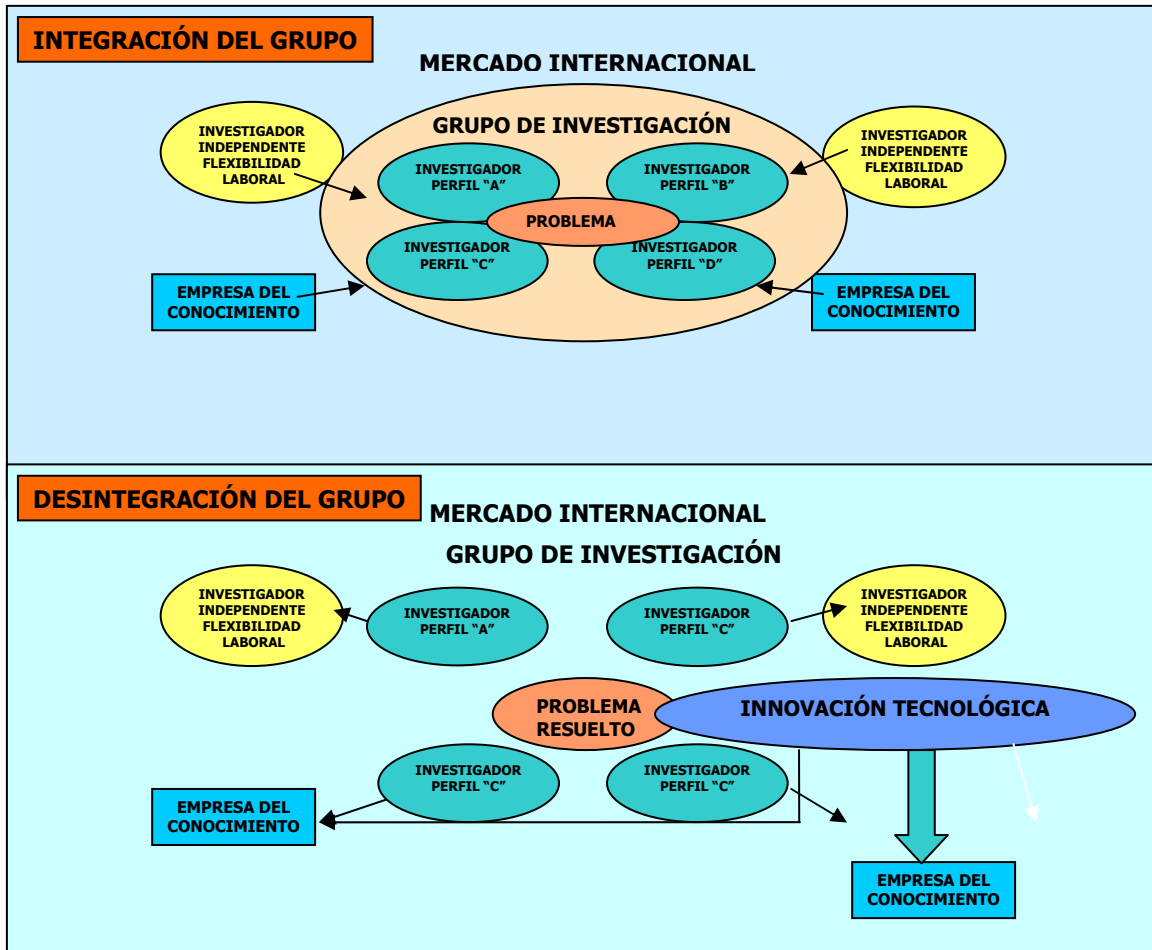 INTEGRACIÓN DEL GRUPO
MERCADO INTERNACIONAL
GRUPO DE INVESTIGACIÓN
INVESTIGADOR
INDEPENDENTE
FLEXIBILIDAD
LABORAL
INVESTIGADOR
PERFIL “A”
INVESTIGADOR
PERFIL “B”
INVESTIGADOR
INDEPENDENTE
FLEXIBILIDAD
LABORAL
PROBLEMA
INVESTIGADOR
PERFIL “C”
INVESTIGADOR
PERFIL “D”
EMPRESA DEL
CONOCIMIENTO
EMPRESA DEL
CONOCIMIENTO
DESINTEGRACIÓN DEL GRUPO
MERCADO INTERNACIONAL
GRUPO DE INVESTIGACIÓN
INVESTIGADOR
INDEPENDENTE
FLEXIBILIDAD
LABORAL
INVESTIGADOR
PERFIL “A”
INVESTIGADOR
PERFIL “C”
INVESTIGADOR
INDEPENDENTE
FLEXIBILIDAD
LABORAL
PROBLEMA
RESUELTO
INNOVACIÓN TECNOLÓGICA
INVESTIGADOR
PERFIL “C”
INVESTIGADOR
PERFIL “C”
EMPRESA DEL
CONOCIMIENTO
EMPRESA DEL
CONOCIMIENTO